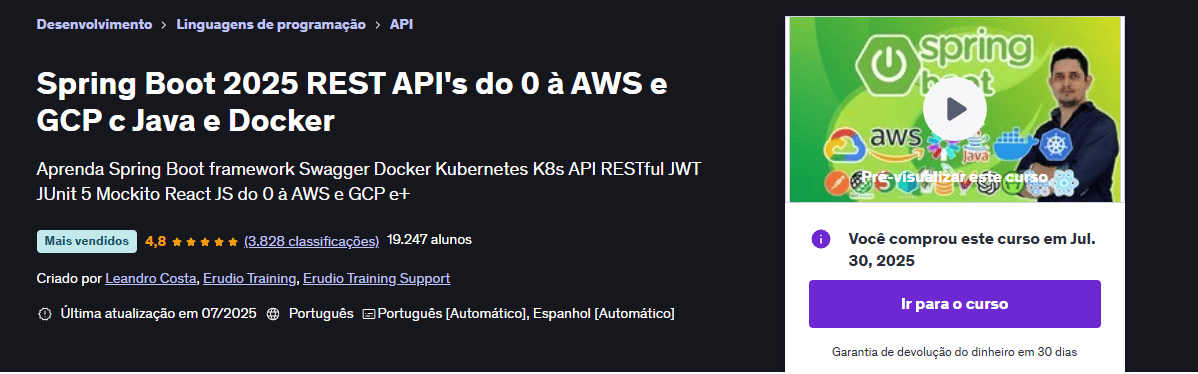 Desenvolvimento > Linguagens de programação > API
Spring Boot 2025 REST API's do 0 à AWS e
GCP c Java e Docker
Aprenda Spring Boot framework Swagger Docker Kubernetes K8s API RESTful JWT
JUnit 5 Mockito React JS do 0 à AWS e GCP e+
Mais vendidos 4,8 (3.828 classificações) 19.247 alunos
Criado por Leandro Costa, Erudio Training, Erudio Training Support
Última atualização em 07/2025 Português Português [Automático], Espanhol [Automático]
spring
boot
aws
Java
Pré-visualizar este curso
Você comprou este curso em Jul.
30, 2025
Ir para o curso
Garantia de devolução do dinheiro em 30 dias